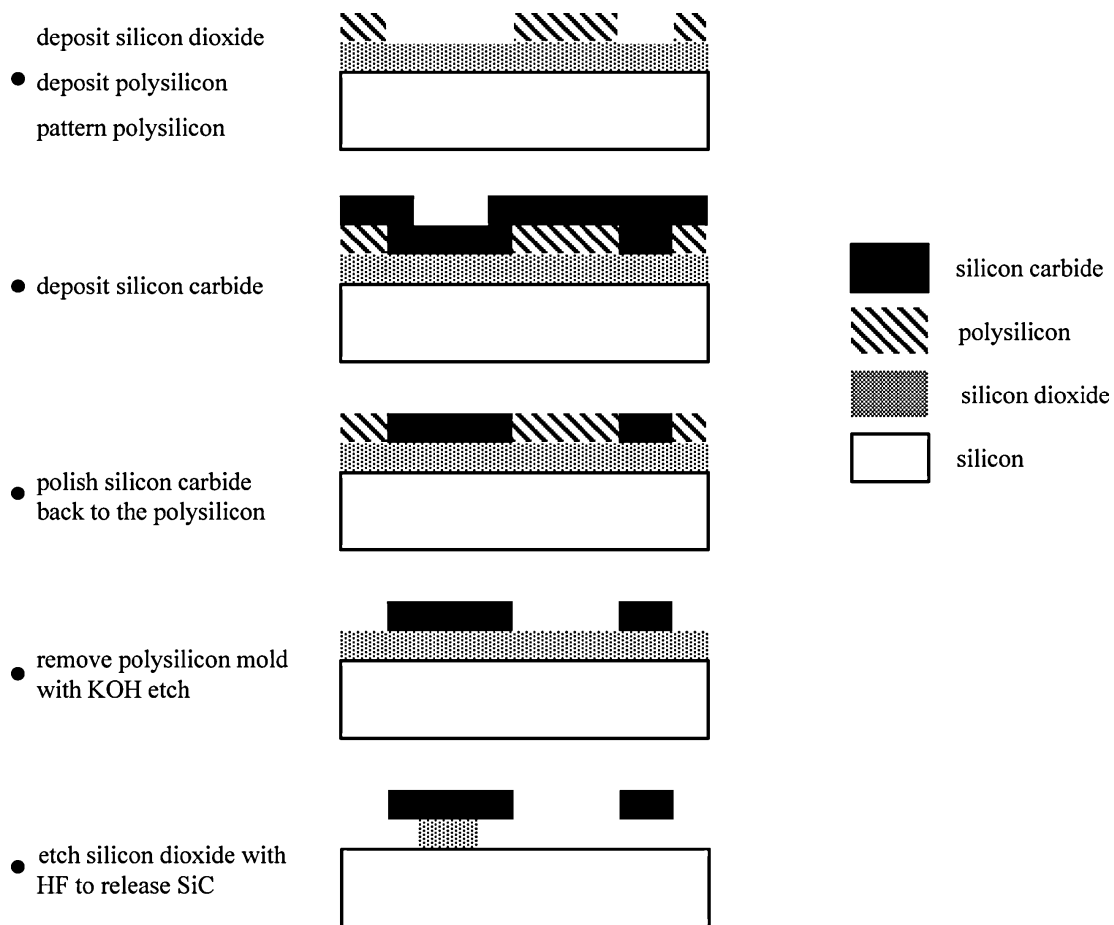 deposit silicon dioxide
deposit polysilicon
pattern polysilicon
deposit silicon carbide
polish silicon carbide
back to the polysilicon
remove polysilicon mold
with KOH etch
etch silicon dioxide with
HF to release SiC
silicon carbide
polysilicon
silicon dioxide
silicon